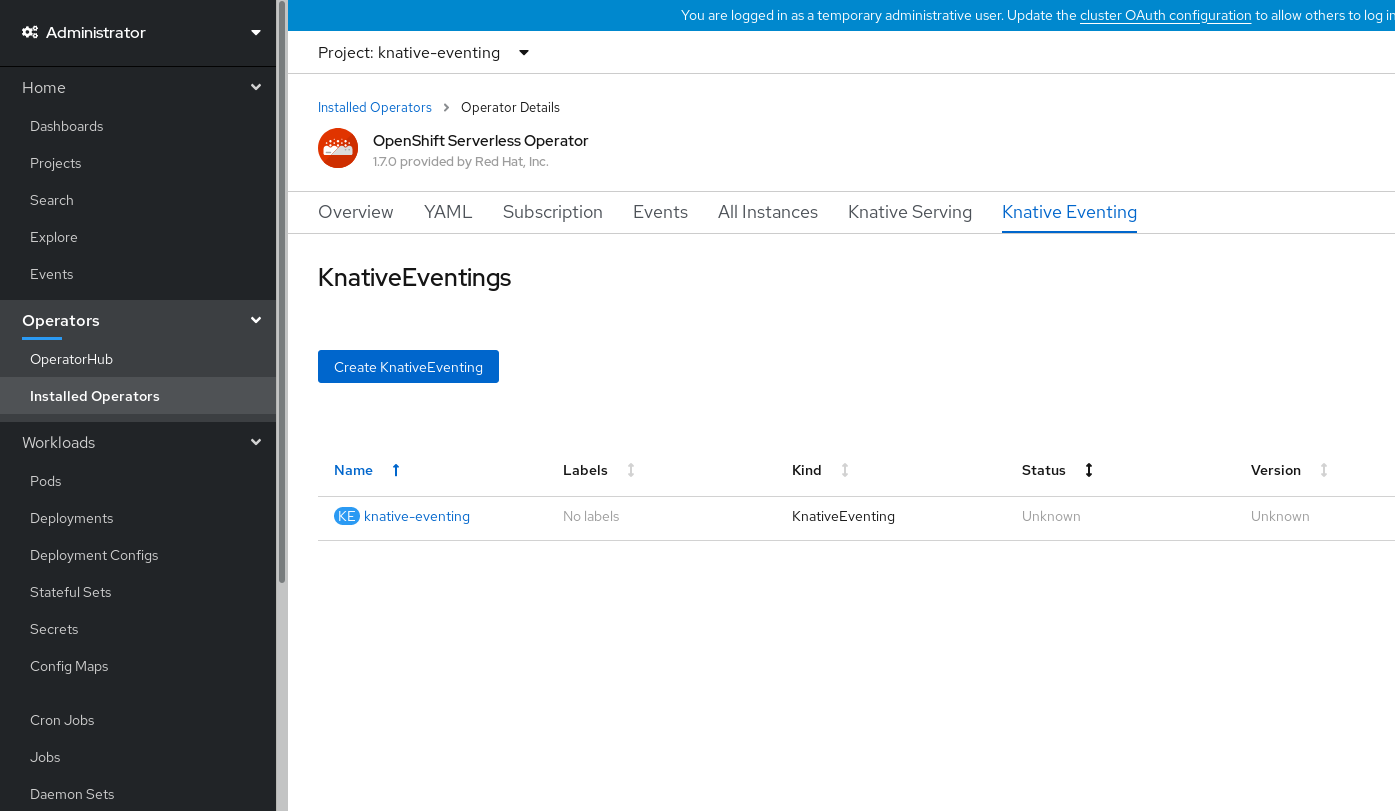 Administrator
Home
Dashboards
Projects
Search
Explore
Events
Operators
OperatorHub
Installed Operators
Workloads
Pods
Deployments
Deployment Configs
Stateful Sets
Secrets
Config Maps
Cron Jobs
Jobs
Daemon Sets
You are logged in as a temporary administrative user. Update the cluster OAuth configuration to allow others to log in
Project: knative-eventing
Installed Operators > Operator Details
OpenShift Serverless Operator
1.7.0 provided by Red Hat, Inc.
Overview YAML Subscription Events All Instances Knative Serving Knative Eventing
KnativeEventings
Create KnativeEventing
Name Labels Kind Status Version
KE knative-eventing No labels KnativeEventing Unknown Unknown